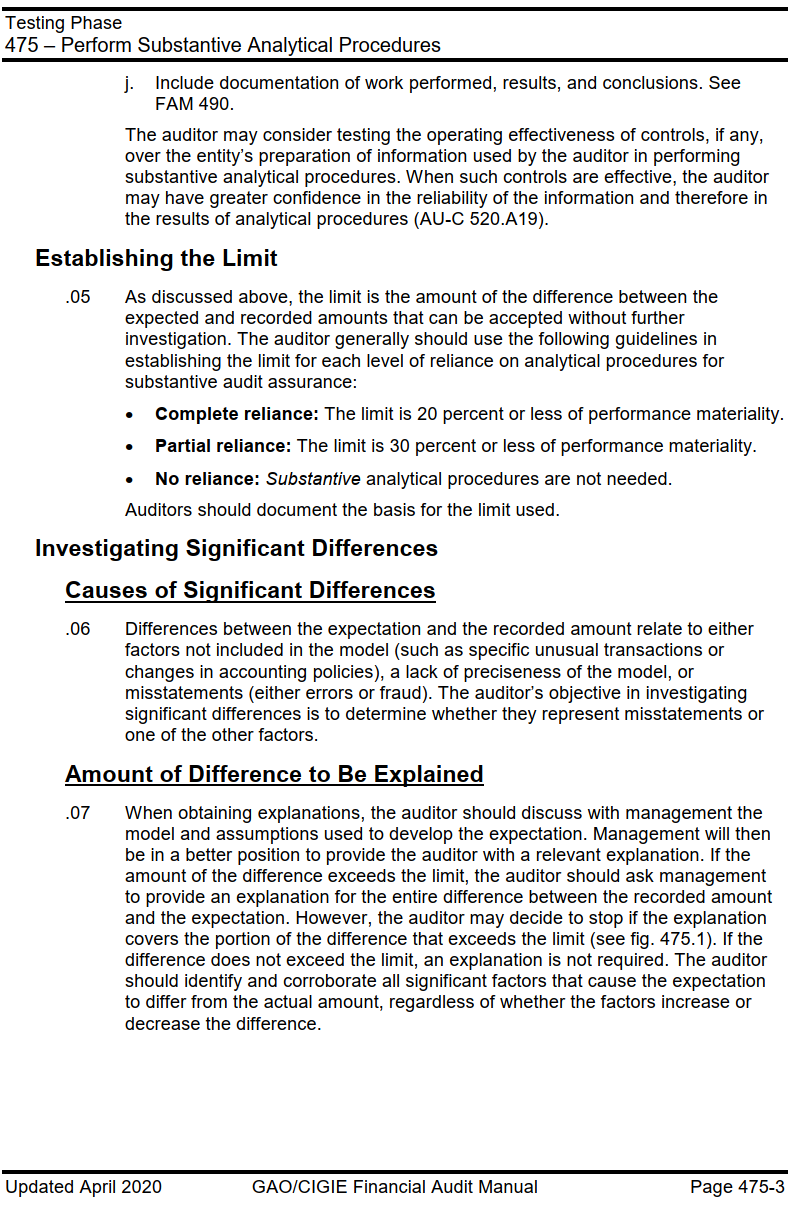 Testing Phase
475 – Perform Substantive Analytical Procedures
j. Include documentation of work performed, results, and conclusions. See
FAM 490.
The auditor may consider testing the operating effectiveness of controls, if any,
over the entity’s preparation of information used by the auditor in performing
substantive analytical procedures. When such controls are effective, the auditor
may have greater confidence in the reliability of the information and therefore in
the results of analytical procedures (AU-C 520.A19).
Establishing the Limit
.05 As discussed above, the limit is the amount of the difference between the
expected and recorded amounts that can be accepted without further
investigation. The auditor generally should use the following guidelines in
establishing the limit for each level of reliance on analytical procedures for
substantive audit assurance:
• Complete reliance: The limit is 20 percent or less of performance materiality.
• Partial reliance: The limit is 30 percent or less of performance materiality.
• No reliance: Substantive analytical procedures are not needed.
Auditors should document the basis for the limit used.
Investigating Significant Differences
Causes of Significant Differences
.06 Differences between the expectation and the recorded amount relate to either
factors not included in the model (such as specific unusual transactions or
changes in accounting policies), a lack of preciseness of the model, or
misstatements (either errors or fraud). The auditor’s objective in investigating
significant differences is to determine whether they represent misstatements or
one of the other factors.
Amount of Difference to Be Explained
.07 When obtaining explanations, the auditor should discuss with management the
model and assumptions used to develop the expectation. Management will then
be in a better position to provide the auditor with a relevant explanation. If the
amount of the difference exceeds the limit, the auditor should ask management
to provide an explanation for the entire difference between the recorded amount
and the expectation. However, the auditor may decide to stop if the explanation
covers the portion of the difference that exceeds the limit (see fig. 475.1). If the
difference does not exceed the limit, an explanation is not required. The auditor
should identify and corroborate all significant factors that cause the expectation
to differ from the actual amount, regardless of whether the factors increase or
decrease the difference.
Updated April 2020 GAO/CIGIE Financial Audit Manual Page 475-3